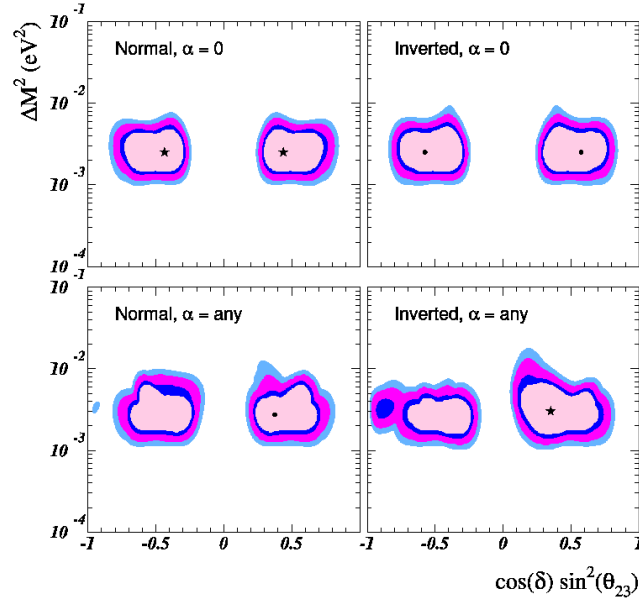 ΔM² (eV²)
10⁻¹
10⁻²
10⁻³
10⁻⁴
Normal, α = 0
Inverted, α = 0
10⁻¹
10⁻²
10⁻³
10⁻⁴
Normal, α = any
Inverted, α = any
-1 -0.5 0 0.5 -1 -0.5 0 0.5 1
cos(δ) sin²(θ₂₃)